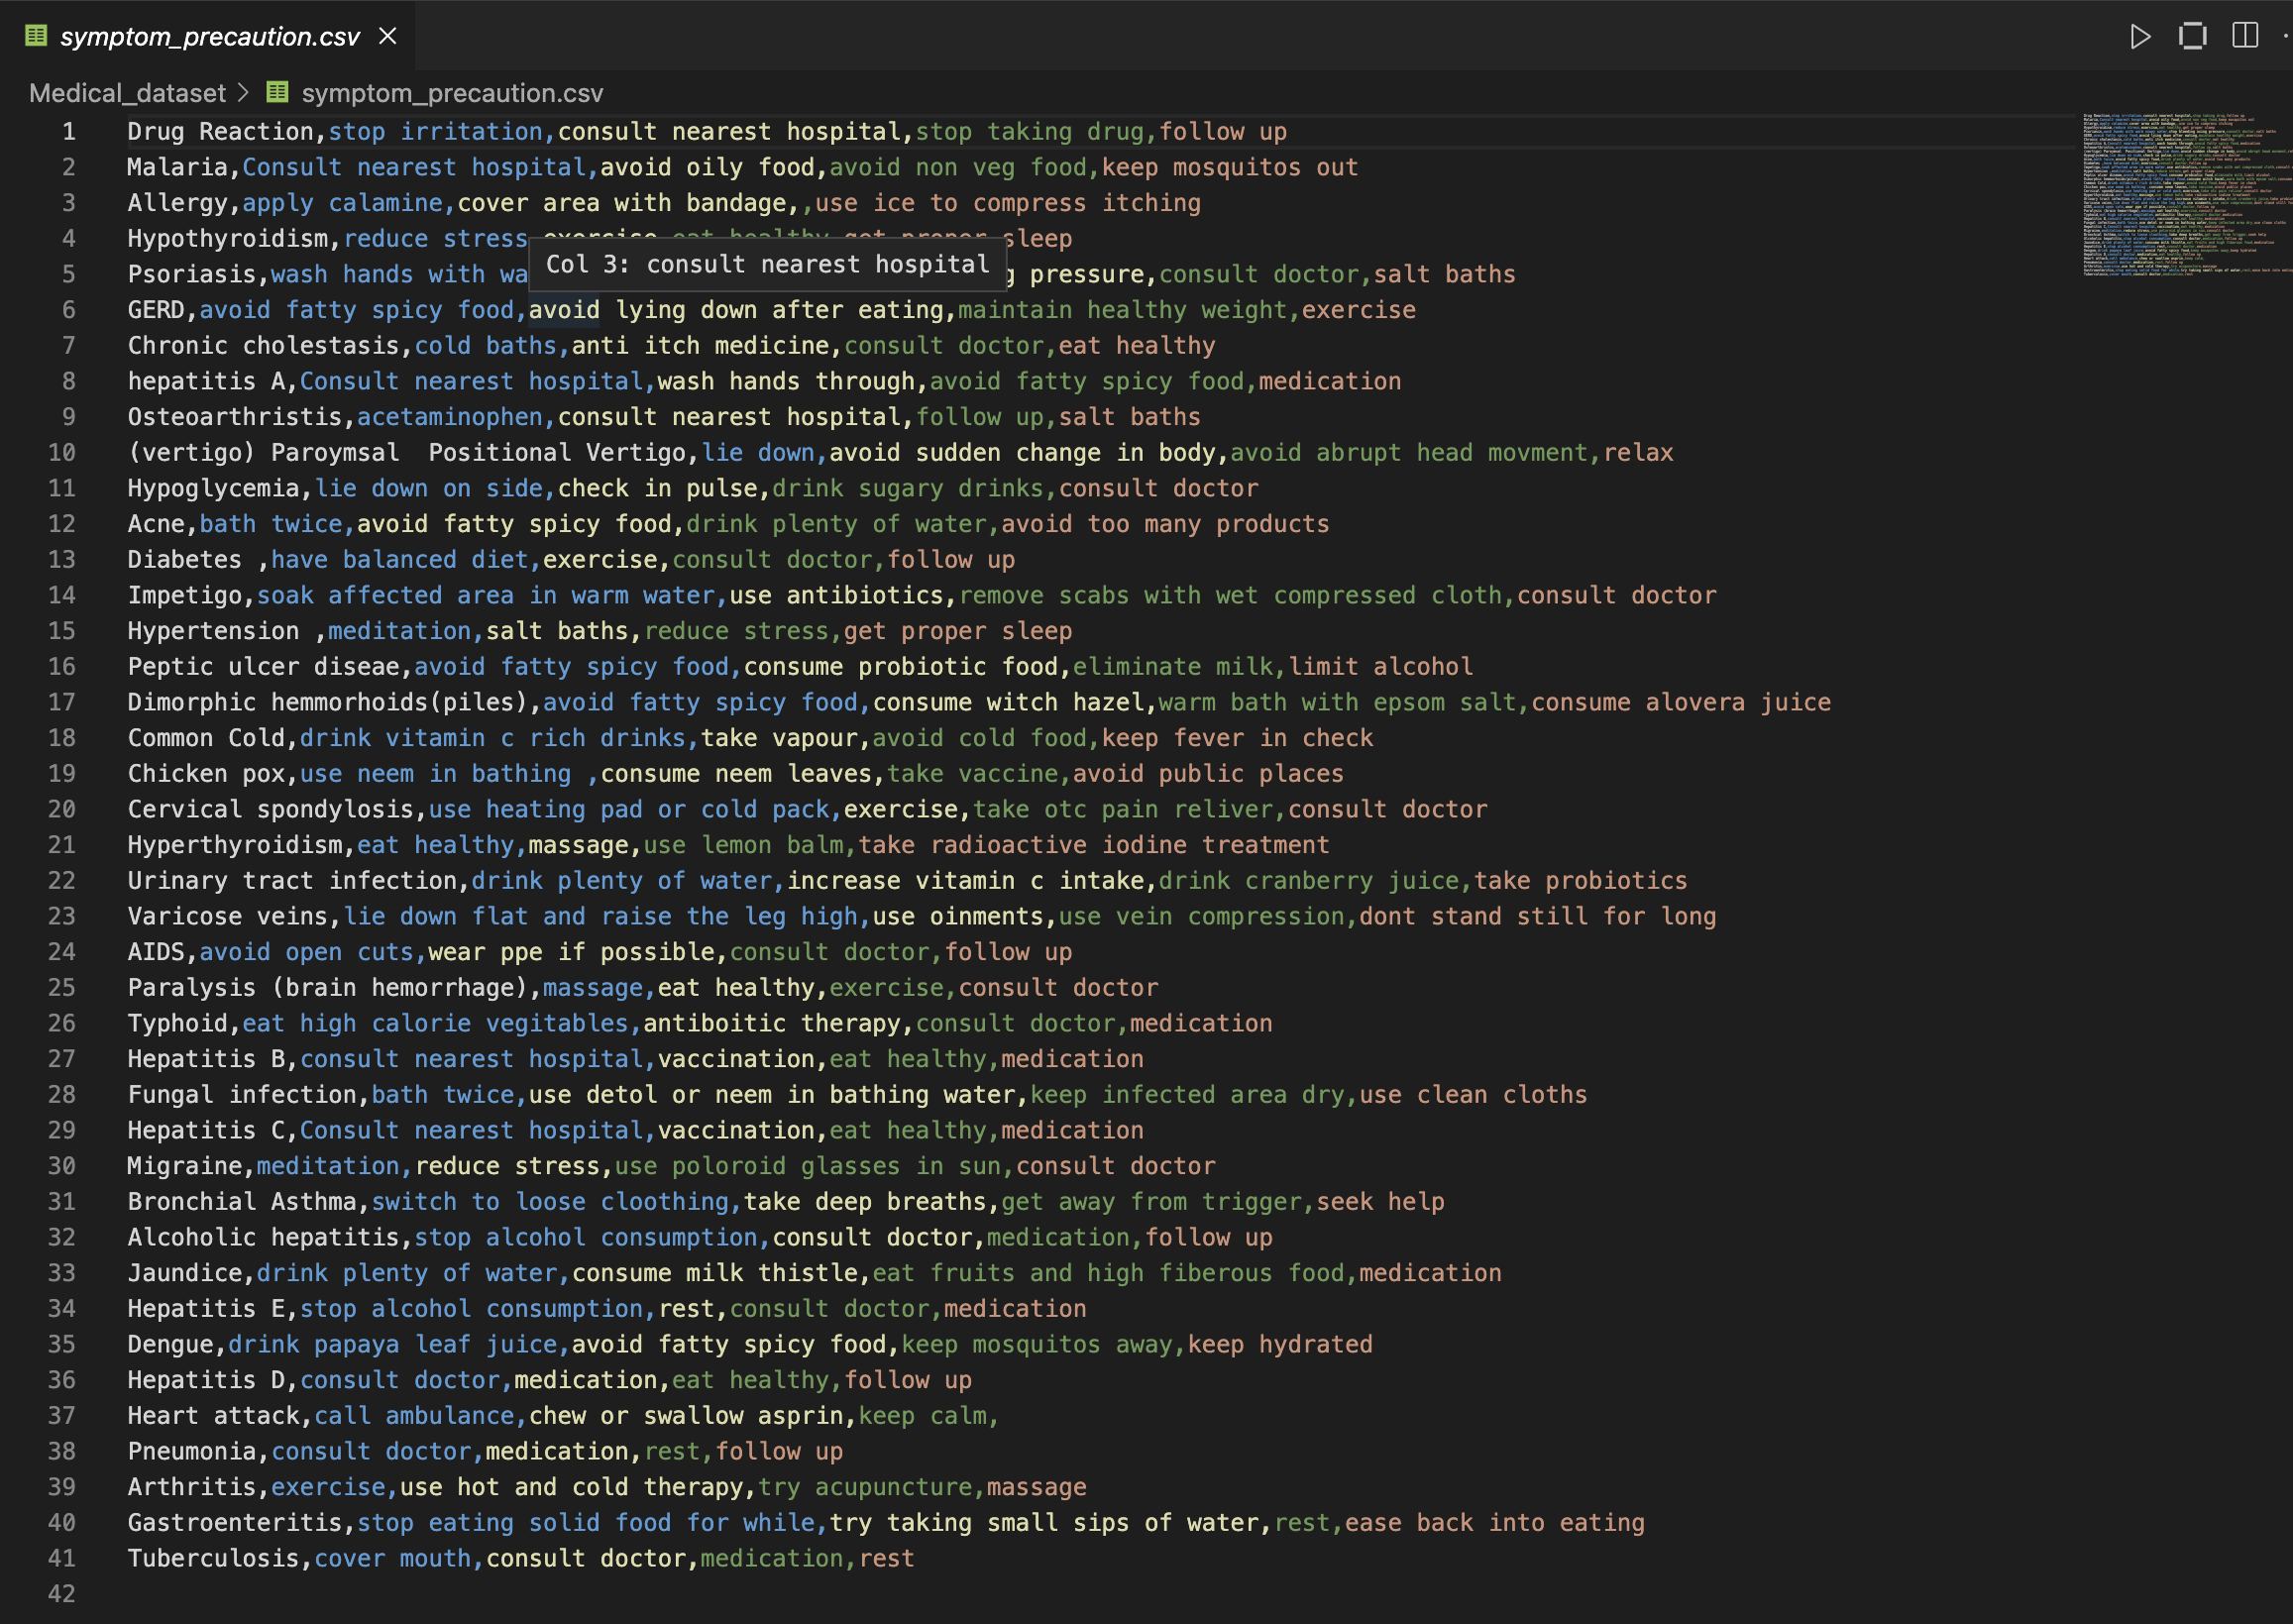 symptom_precaution.csv
Medical_dataset > symptom_precaution.csv
1 Drug Reaction,stop irritation,consult nearest hospital,stop taking drug,follow up
2 Malaria,Consult nearest hospital,avoid oily food,avoid non veg food,keep mosquitos out
3 Allergy,apply calamine,cover area with bandage,,use ice to compress itching
4 Hypothyroidism,reduce stress,exercise,eat healthy,get proper sleep
Col 3: consult nearest hospital
5 Psoriasis,wash hands with pressure,consult doctor,salt baths
6 GERD,avoid fatty spicy food,avoid lying down after eating,maintain healthy weight,exercise
7 Chronic cholestasis,cold baths,anti itch medicine,consult doctor,eat healthy
8 hepatitis A,Consult nearest hospital,wash hands through,avoid fatty spicy food,medication
9 Osteoarthristis,acetaminophen,consult nearest hospital,follow up,salt baths
10 (vertigo) Paroymsal  Positional Vertigo,lie down,avoid sudden change in body,avoid abrupt head movment,relax
11 Hypoglycemia,lie down on side,check in pulse,drink sugary drinks,consult doctor
12 Acne,bath twice,avoid fatty spicy food,drink plenty of water,avoid too many products
13 Diabetes ,have balanced diet,exercise,consult doctor,follow up
14 Impetigo,soak affected area in warm water,use antibiotics,remove scabs with wet compressed cloth,consult doctor
15 Hypertension ,meditation,salt baths,reduce stress,get proper sleep
16 Peptic ulcer diseae,avoid fatty spicy food,consume probiotic food,eliminate milk,limit alcohol
17 Dimorphic hemmorhoids(piles),avoid fatty spicy food,consume witch hazel,warm bath with epsom salt,consume alovera juice
18 Common Cold,drink vitamin c rich drinks,take vapour,avoid cold food,keep fever in check
19 Chicken pox,use neem in bathing ,consume neem leaves,take vaccine,avoid public places
20 Cervical spondylosis,use heating pad or cold pack,exercise,take otc pain reliver,consult doctor
21 Hyperthyroidism,eat healthy,massage,use lemon balm,take radioactive iodine treatment
22 Urinary tract infection,drink plenty of water,increase vitamin c intake,drink cranberry juice,take probiotics
23 Varicose veins,lie down flat and raise the leg high,use oinments,use vein compression,dont stand still for long
24 AIDS,avoid open cuts,wear ppe if possible,consult doctor,follow up
25 Paralysis (brain hemorrhage),massage,eat healthy,exercise,consult doctor
26 Typhoid,eat high calorie vegitables,antiboitic therapy,consult doctor,medication
27 Hepatitis B,consult nearest hospital,vaccination,eat healthy,medication
28 Fungal infection,bath twice,use detol or neem in bathing water,keep infected area dry,use clean cloths
29 Hepatitis C,Consult nearest hospital,vaccination,eat healthy,medication
30 Migraine,meditation,reduce stress,use poloroid glasses in sun,consult doctor
31 Bronchial Asthma,switch to loose cloothing,take deep breaths,get away from trigger,seek help
32 Alcoholic hepatitis,stop alcohol consumption,consult doctor,medication,follow up
33 Jaundice,drink plenty of water,consume milk thistle,eat fruits and high fiberous food,medication
34 Hepatitis E,stop alcohol consumption,rest,consult doctor,medication
35 Dengue,drink papaya leaf juice,avoid fatty spicy food,keep mosquitos away,keep hydrated
36 Hepatitis D,consult doctor,medication,eat healthy,follow up
37 Heart attack,call ambulance,chew or swallow asprin,keep calm,
38 Pneumonia,consult doctor,medication,rest,follow up
39 Arthritis,exercise,use hot and cold therapy,try acupuncture,massage
40 Gastroenteritis,stop eating solid food for while,try taking small sips of water,rest,ease back into eating
41 Tuberculosis,cover mouth,consult doctor,medication,rest
42